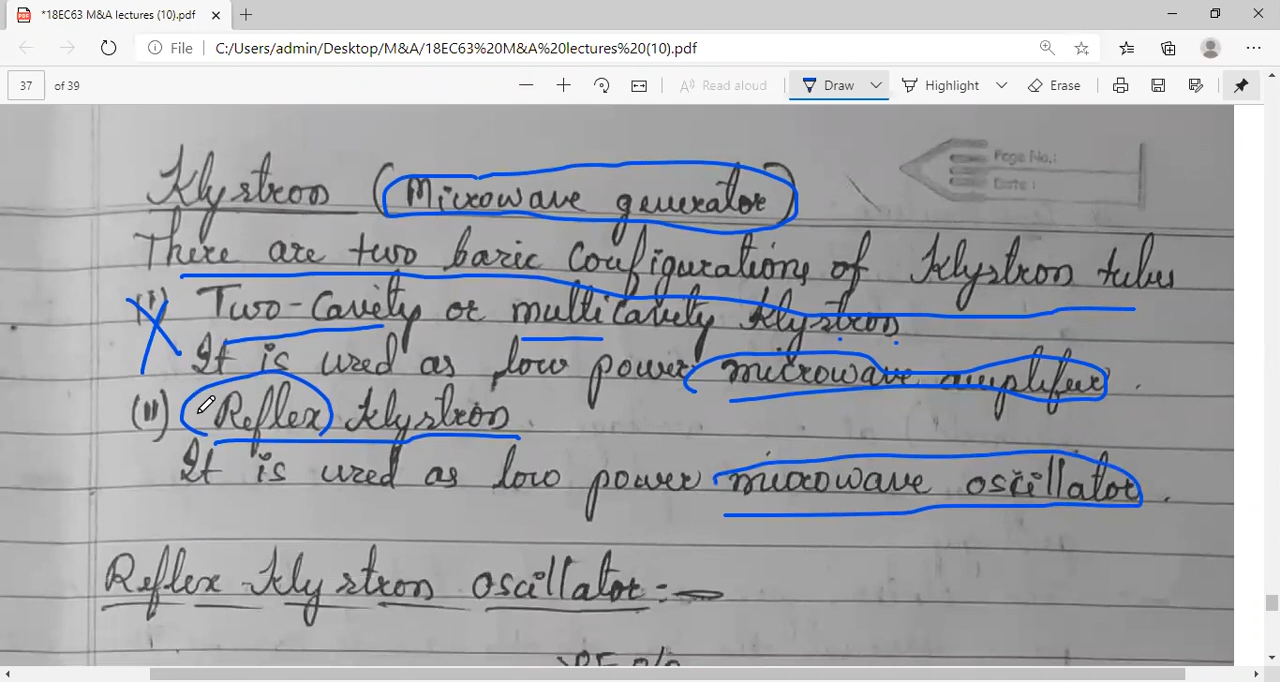 *18EC63 M&A lectures (10).pdf
File C:/Users/admin/Desktop/M&A/18EC63%20M&A%20lectures%20(10).pdf
37 of 39 Read aloud Draw Highlight Erase
Page No.:
Date :
Klystron (Microwave generator)
There are two basic configurations of Klystron tubes
(i) Two-Cavity or multicavity Klystron
It is used as low power microwave amplifier.
(ii) Reflex Klystron.
It is used as low power microwave oscillator.
Reflex Klystron oscillator:-